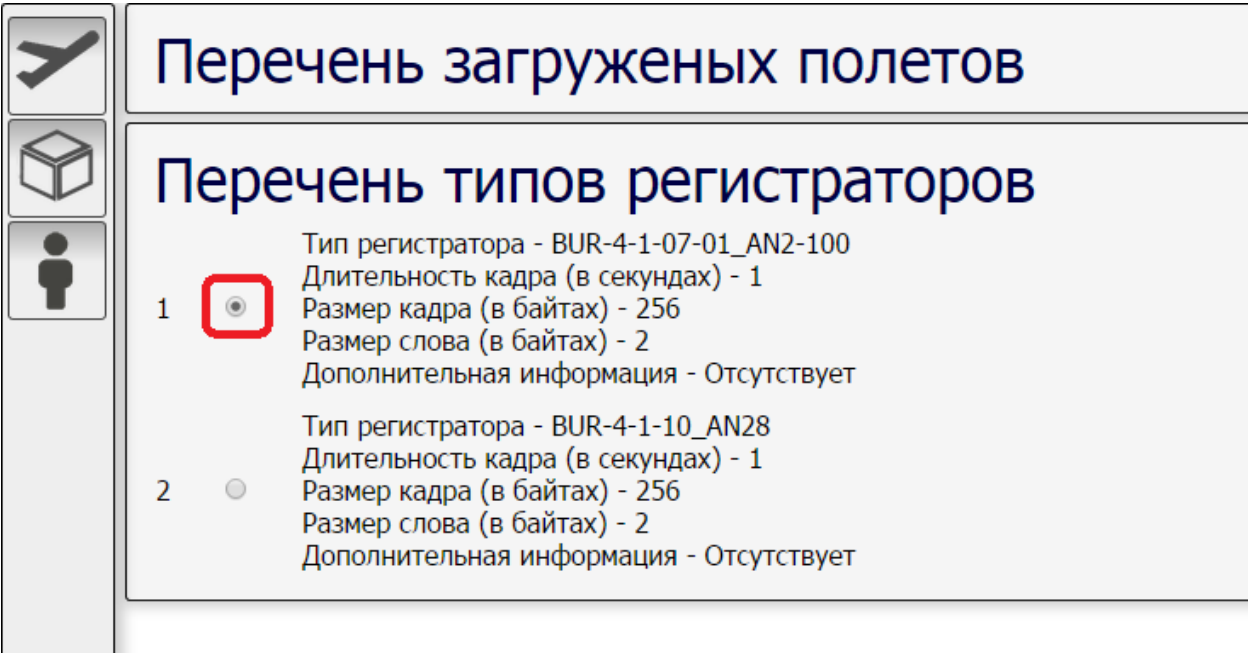 Перечень загруженых полетов
Перечень типов регистраторов
1
Тип регистратора - BUR-4-1-07-01_AN2-100
Длительность кадра (в секундах) - 1
Размер кадра (в байтах) - 256
Размер слова (в байтах) - 2
Дополнительная информация - Отсутствует
2
Тип регистратора - BUR-4-1-10_AN28
Длительность кадра (в секундах) - 1
Размер кадра (в байтах) - 256
Размер слова (в байтах) - 2
Дополнительная информация - Отсутствует